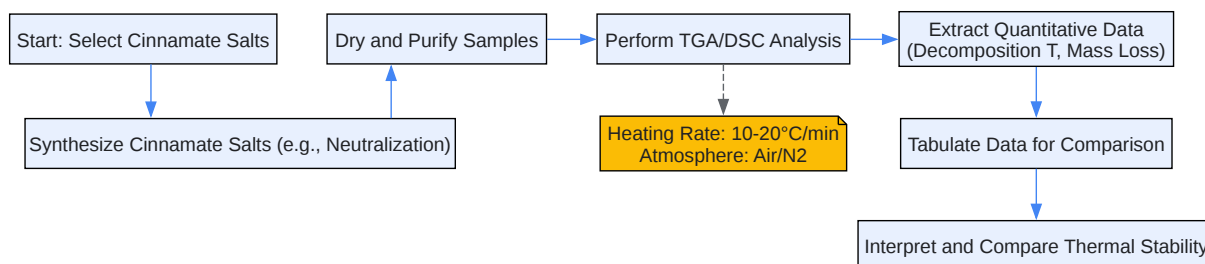 Start: Select Cinnamate Salts
Synthesize Cinnamate Salts (e.g., Neutralization)
Dry and Purify Samples
Perform TGA/DSC Analysis
Heating Rate: 10-20°C/min
Atmosphere: Air/N2
Extract Quantitative Data
(Decomposition T, Mass Loss)
Tabulate Data for Comparison
Interpret and Compare Thermal Stability